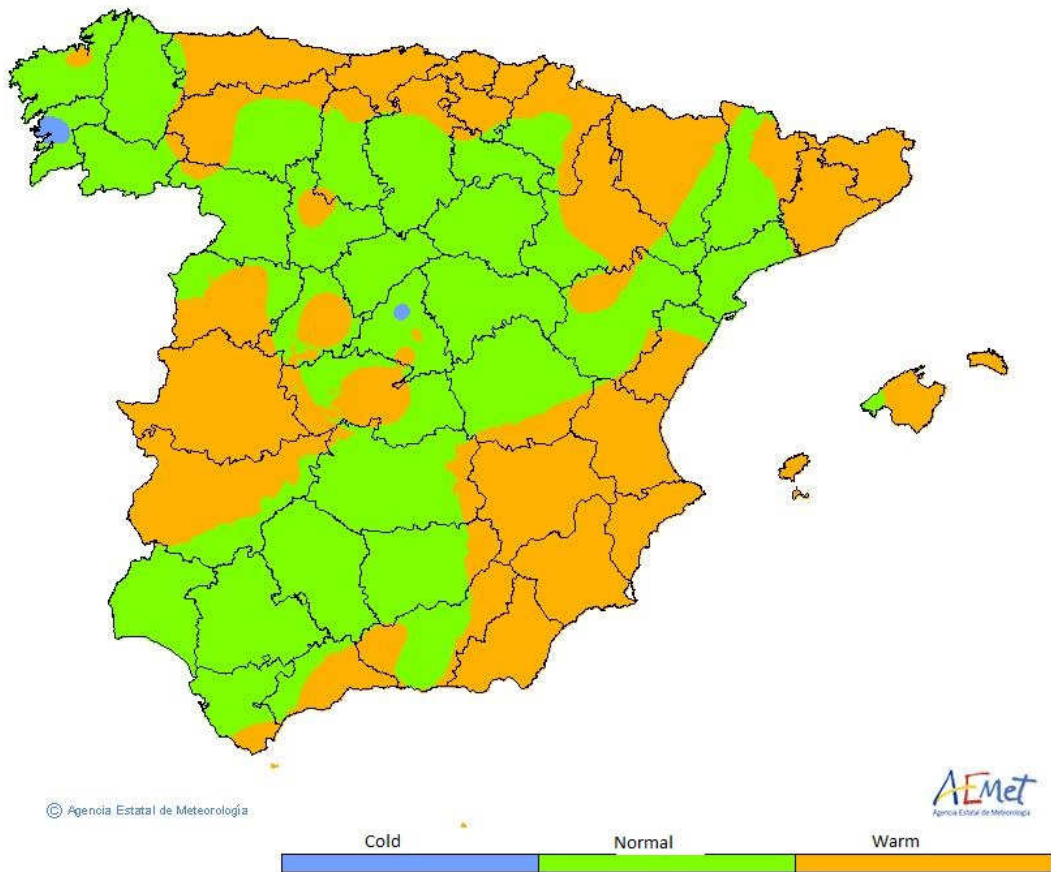 © Agencia Estatal de Meteorología
AEMet
Agencia Estatal de Meteorología
Cold Normal Warm